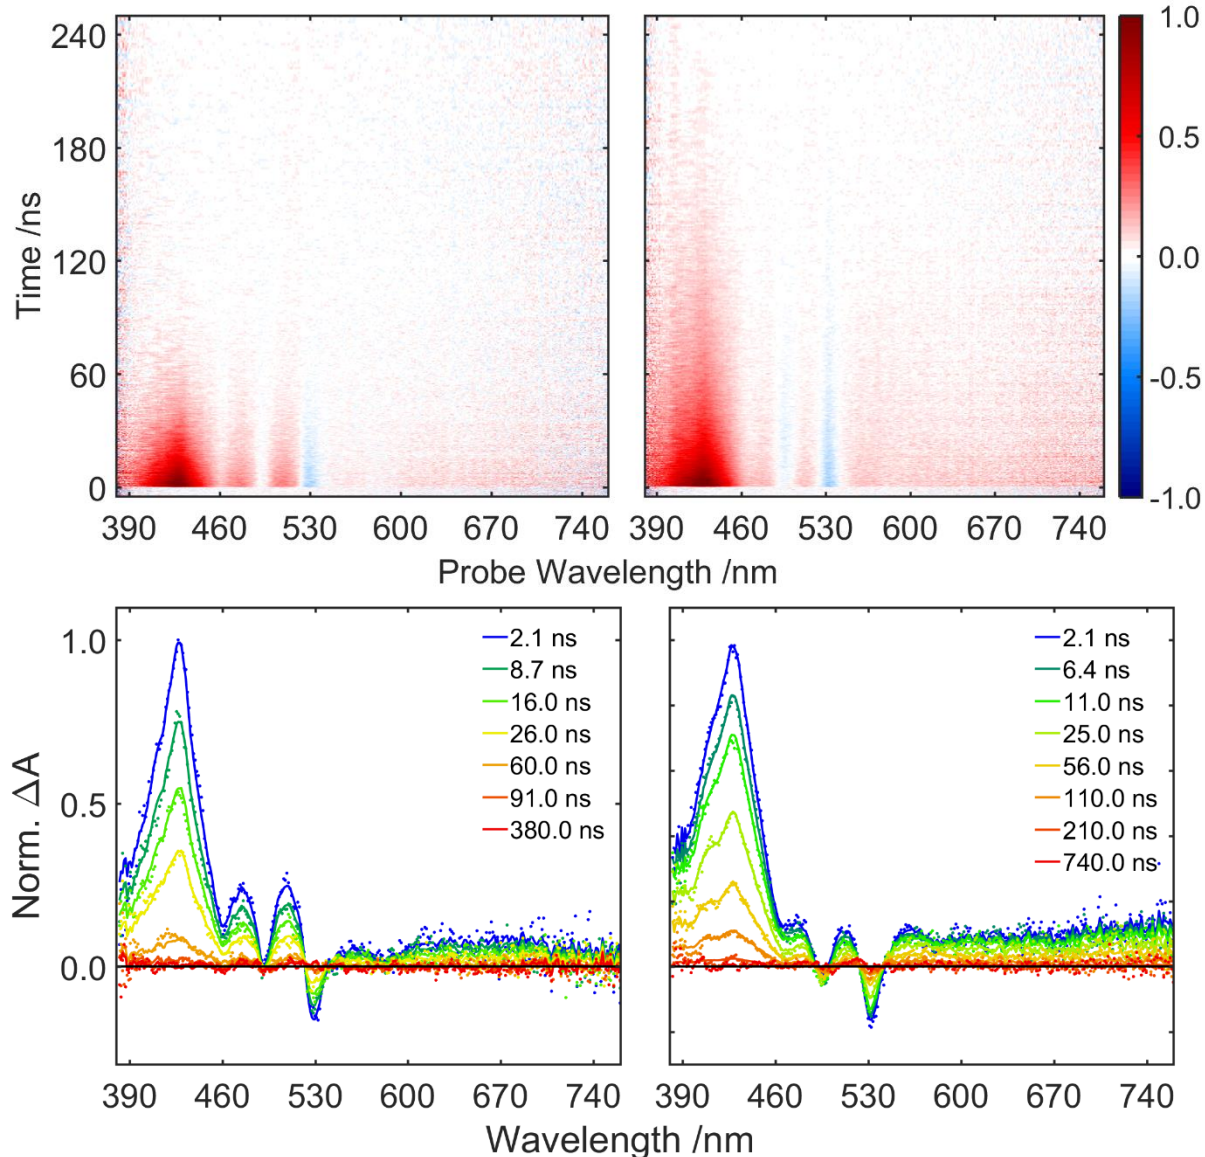 240
180
120
60
0
Time /ns
390 460 530 600 670 740
390 460 530 600 670 740
1.0
0.5
0.0
-0.5
-1.0
Probe Wavelength /nm
1.0
0.5
0.0
Norm. ΔA
2.1 ns
8.7 ns
16.0 ns
26.0 ns
60.0 ns
91.0 ns
380.0 ns
2.1 ns
6.4 ns
11.0 ns
25.0 ns
56.0 ns
110.0 ns
210.0 ns
740.0 ns
390 460 530 600 670 740
390 460 530 600 670 740
Wavelength /nm